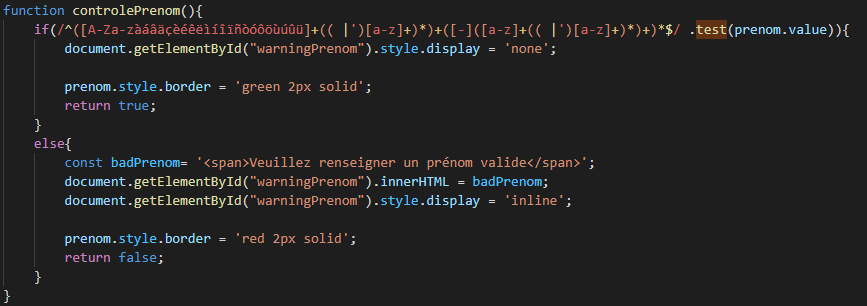 function controlePrenom(){
if(/^([A-Za-zàáâäçèéêëìíîïñòóôöùúûü]+(( |')[a-z]+)*)+([-]([a-z]+(( |')[a-z]+)*)+)*$/ .test(prenom.value)){
document.getElementById("warningPrenom").style.display = 'none';
prenom.style.border = 'green 2px solid';
return true;
}
else{
const badPrenom= '<span>Veuillez renseigner un prénom valide</span>';
document.getElementById("warningPrenom").innerHTML = badPrenom;
document.getElementById("warningPrenom").style.display = 'inline';
prenom.style.border = 'red 2px solid';
return false;
}
}